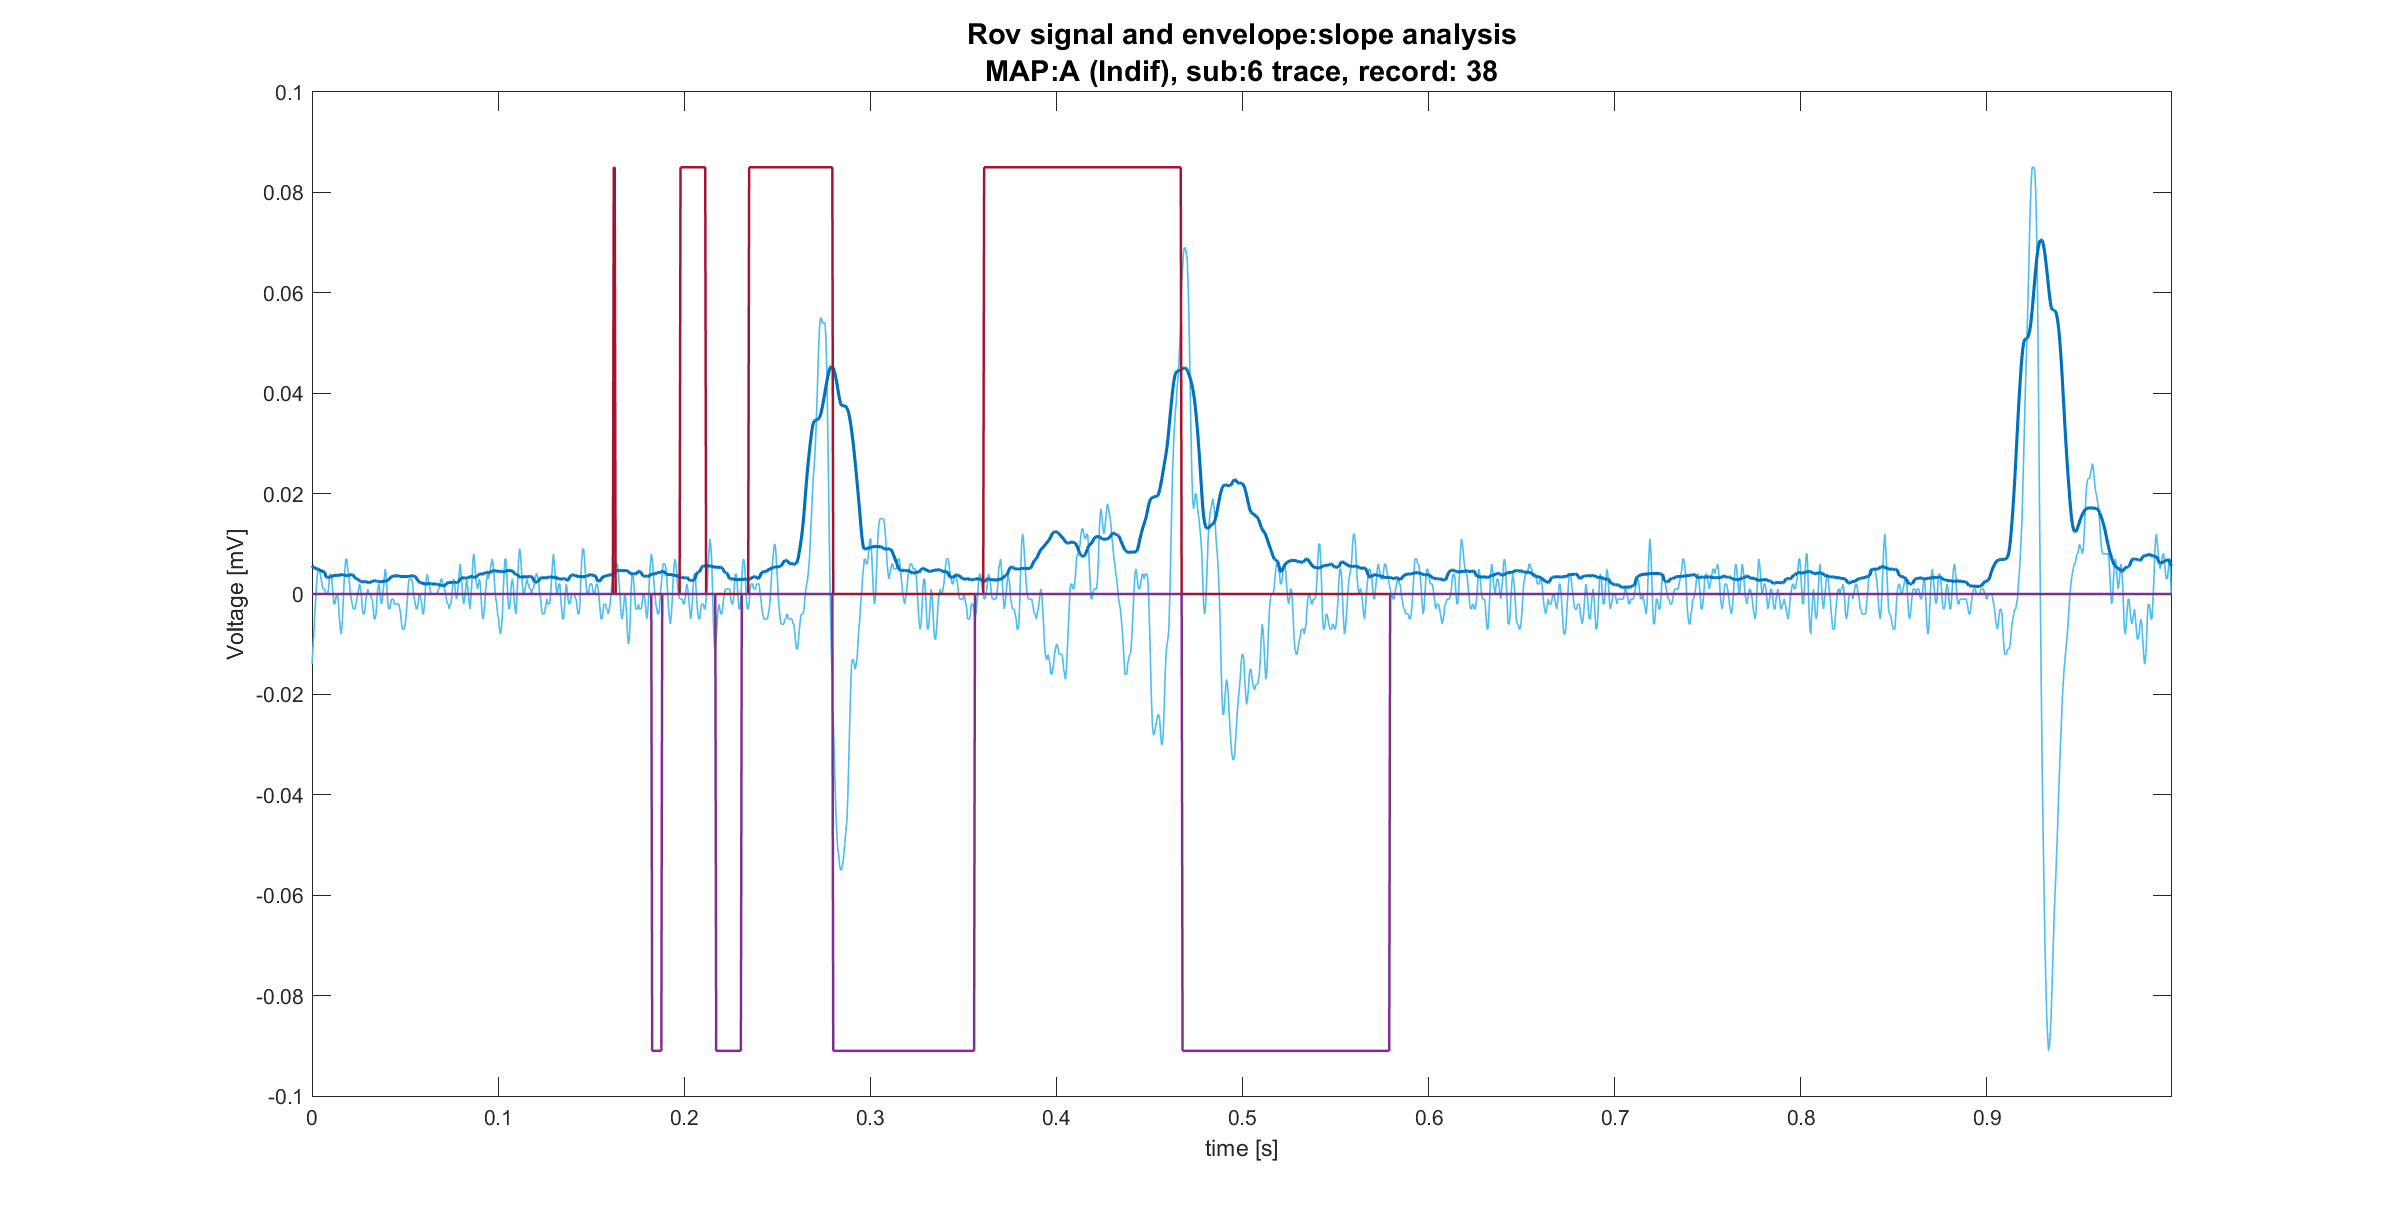 Rov signal and envelope:slope analysis
MAP:A (Indif), sub:6 trace, record: 38
0.1
0.08
0.06
0.04
0.02
0
-0.02
-0.04
-0.06
-0.08
-0.1
Voltage [mV]
0 0.1 0.2 0.3 0.4 0.5 0.6 0.7 0.8 0.9
time [s]